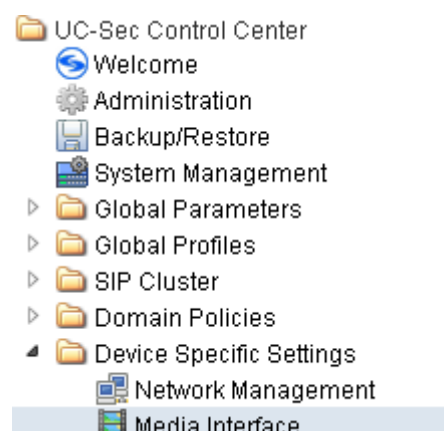 UC-Sec Control Center
Welcome
Administration
Backup/Restore
System Management
Global Parameters
Global Profiles
SIP Cluster
Domain Policies
Device Specific Settings
Network Management
Media Interface